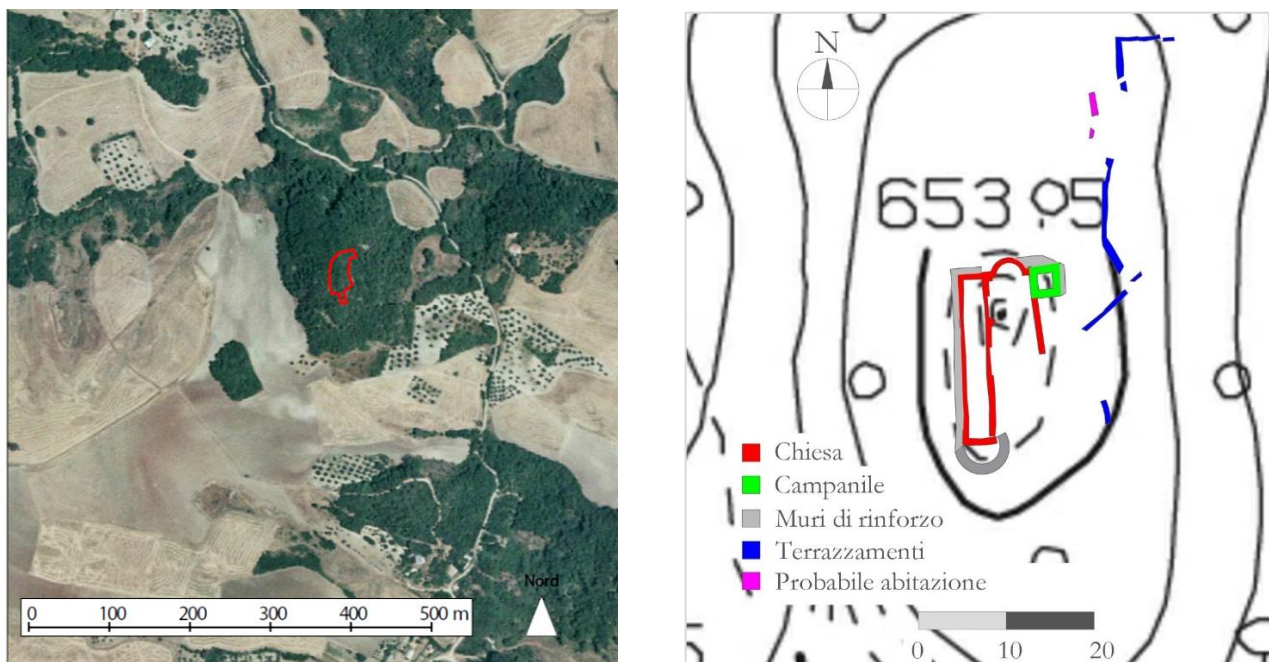 Nord
0 100 200 300 400 500 m
N
653.5
Chiesa
Campanile
Muri di rinforzo
Terrazzamenti
Probabile abitazione
0 10 20